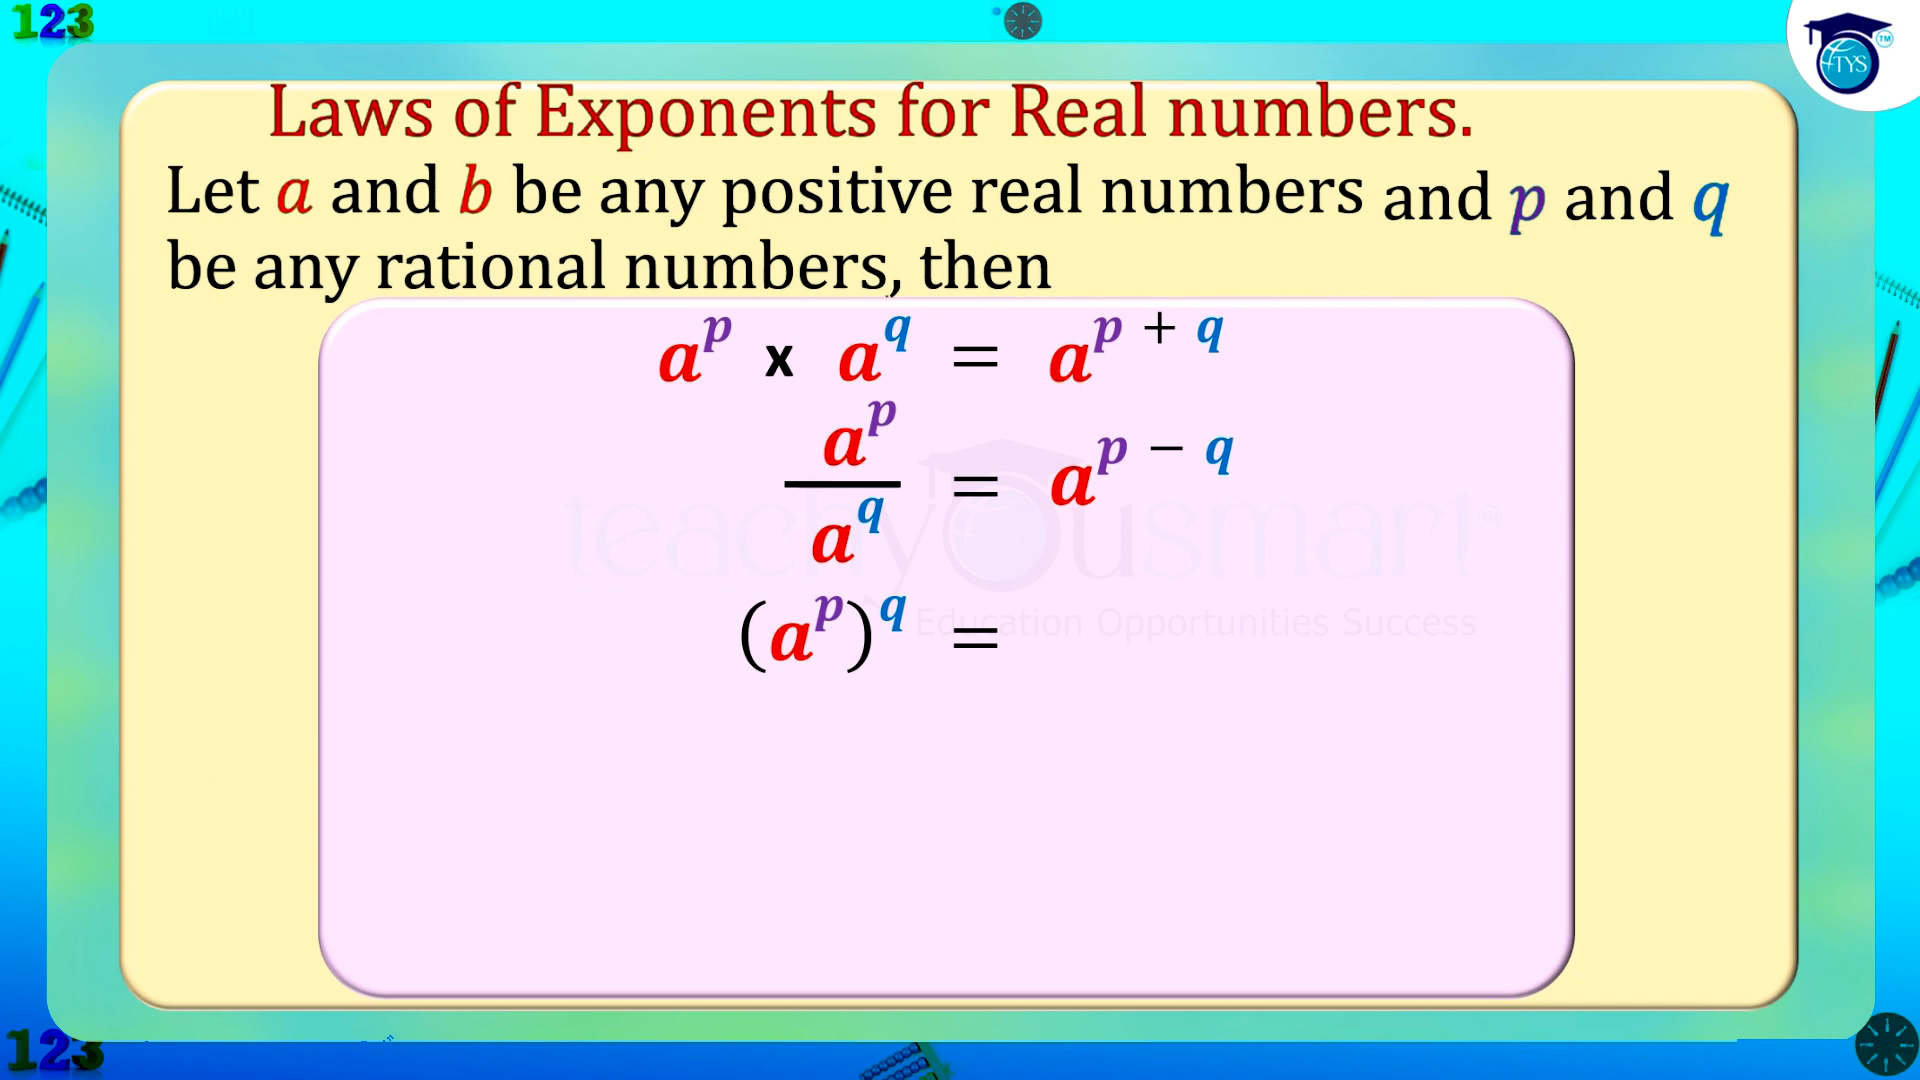 123
TYS
TM
Laws of Exponents for Real numbers.
Let a and b be any positive real numbers and p and q
be any rational numbers, then
a^p x a^q = a^(p + q)
a^p / a^q = a^(p − q)
(a^p)^q =
teachyousmart
Education Opportunities Success
123